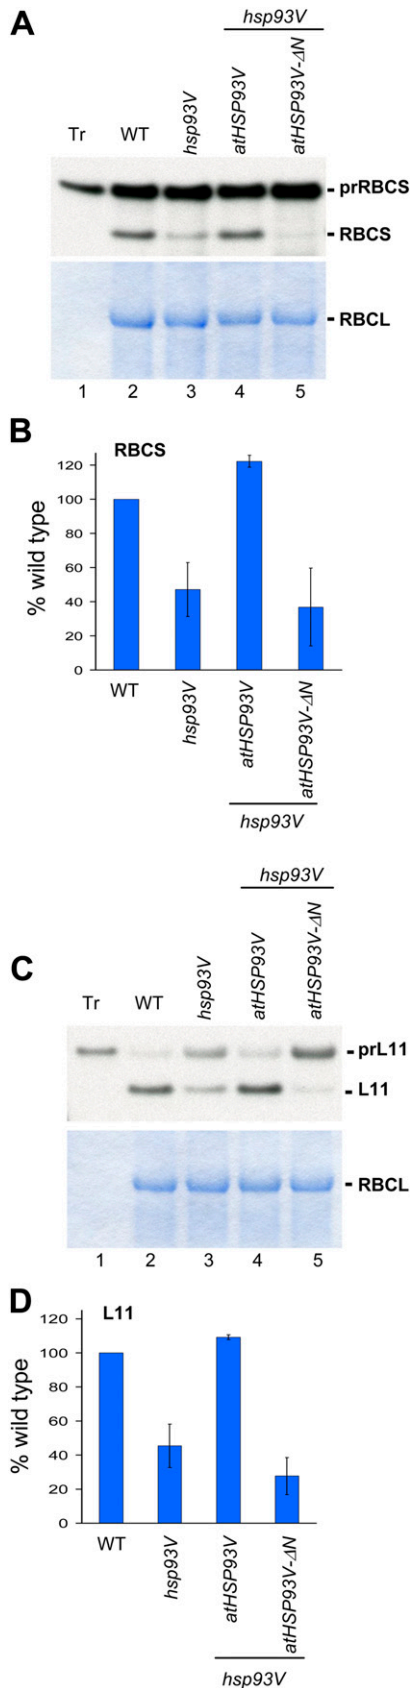 A
hsp93V
Tr WT hsp93V atHSP93V atHSP93V-ΔN
prRBCS
RBCS
RBCL
1 2 3 4 5
B
RBCS
% wild type
120
100
80
60
40
20
0
WT hsp93V atHSP93V atHSP93V-ΔN
hsp93V
C
hsp93V
Tr WT hsp93V atHSP93V atHSP93V-ΔN
prL11
L11
RBCL
1 2 3 4 5
D
L11
% wild type
120
100
80
60
40
20
0
WT hsp93V atHSP93V atHSP93V-ΔN
hsp93V